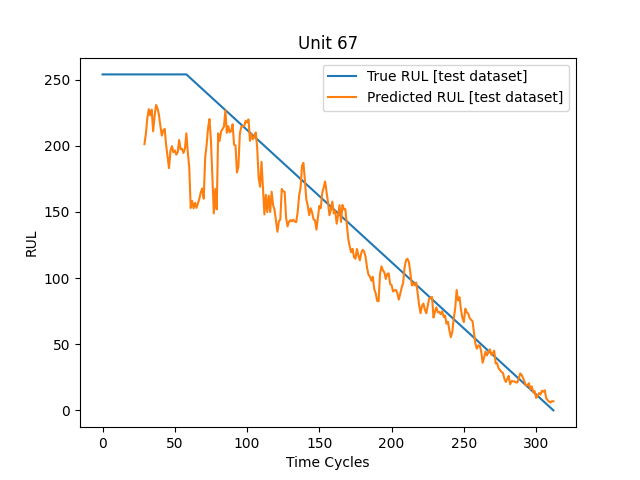 Unit 67
True RUL [test dataset]
Predicted RUL [test dataset]
250
200
150
100
50
0
RUL
0 50 100 150 200 250 300
Time Cycles